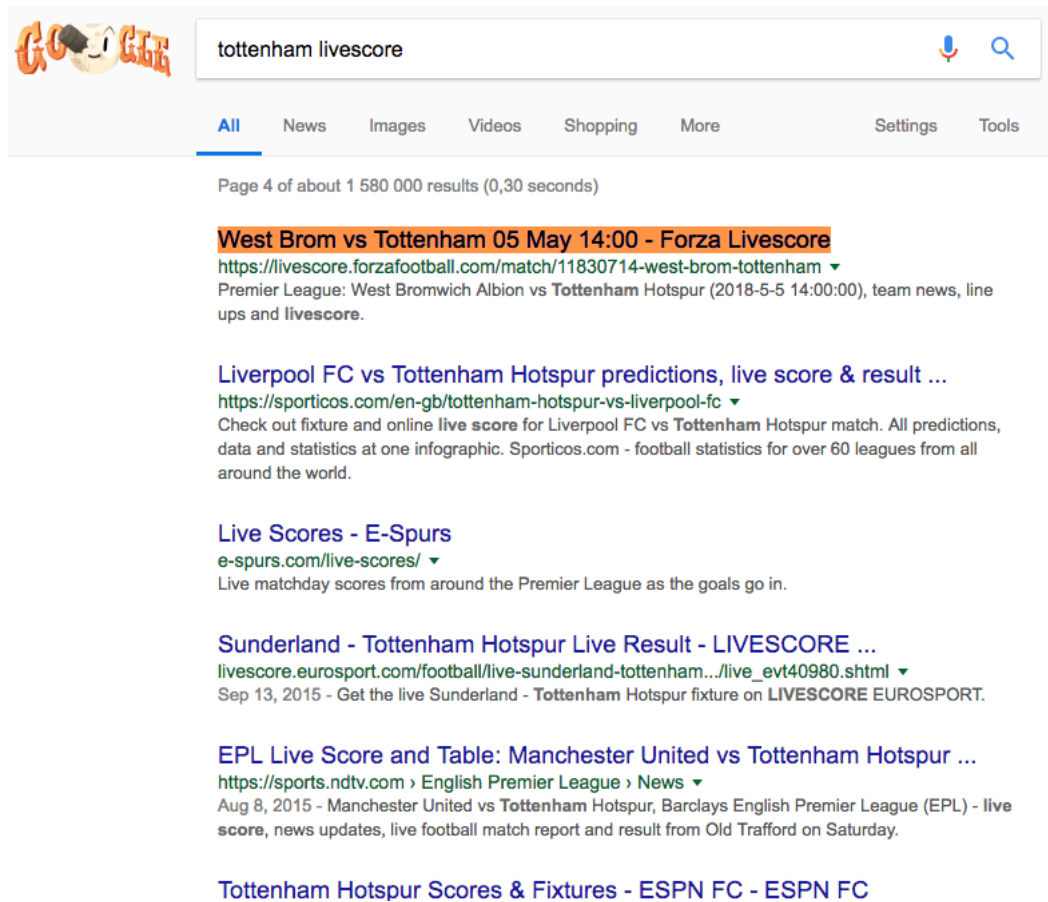 GOOGLE
tottenham livescore
All News Images Videos Shopping More Settings Tools
Page 4 of about 1 580 000 results (0,30 seconds)
West Brom vs Tottenham 05 May 14:00 - Forza Livescore
https://livescore.forzafootball.com/match/11830714-west-brom-tottenham
Premier League: West Bromwich Albion vs Tottenham Hotspur (2018-5-5 14:00:00), team news, line
ups and livescore.
Liverpool FC vs Tottenham Hotspur predictions, live score & result ...
https://sporticos.com/en-gb/tottenham-hotspur-vs-liverpool-fc
Check out fixture and online live score for Liverpool FC vs Tottenham Hotspur match. All predictions,
data and statistics at one infographic. Sporticos.com - football statistics for over 60 leagues from all
around the world.
Live Scores - E-Spurs
e-spurs.com/live-scores/
Live matchday scores from around the Premier League as the goals go in.
Sunderland - Tottenham Hotspur Live Result - LIVESCORE ...
livescore.eurosport.com/football/live-sunderland-tottenham.../live_evt40980.shtml
Sep 13, 2015 - Get the live Sunderland - Tottenham Hotspur fixture on LIVESCORE EUROSPORT.
EPL Live Score and Table: Manchester United vs Tottenham Hotspur ...
https://sports.ndtv.com › English Premier League › News
Aug 8, 2015 - Manchester United vs Tottenham Hotspur, Barclays English Premier League (EPL) - live
score, news updates, live football match report and result from Old Trafford on Saturday.
Tottenham Hotspur Scores & Fixtures - ESPN FC - ESPN FC